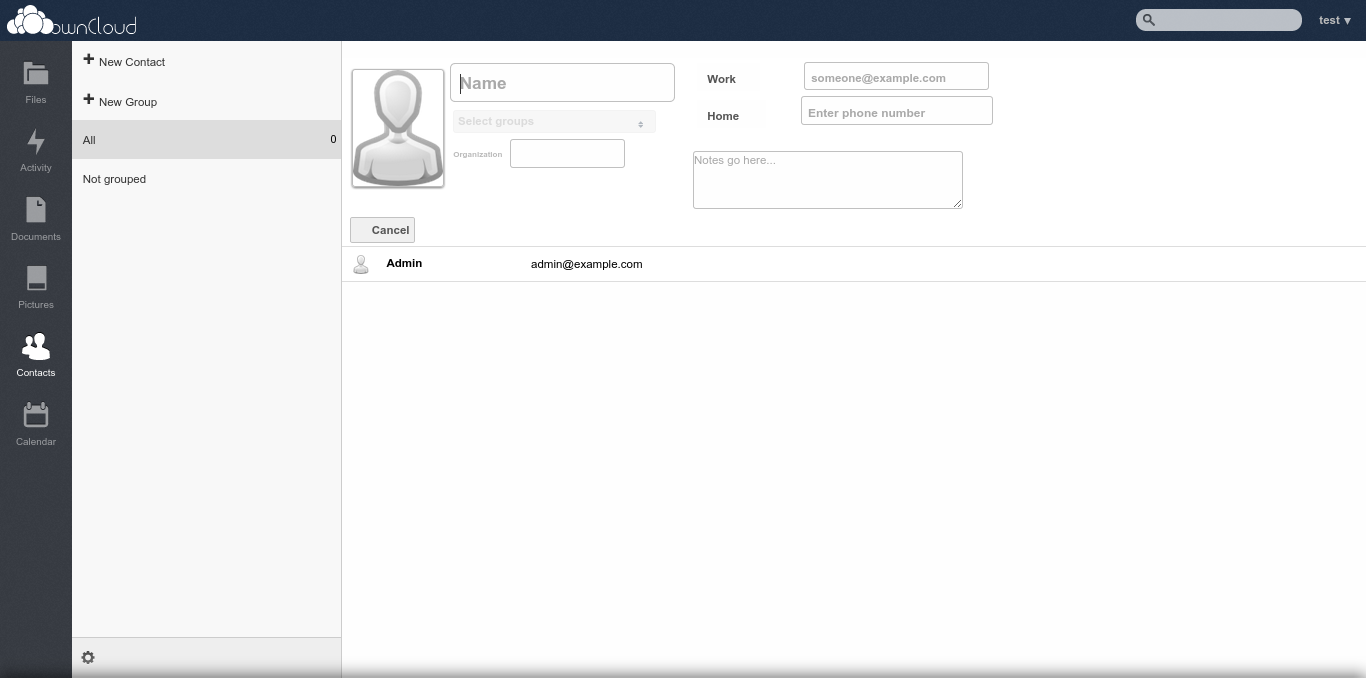 ownCloud
test
Files
Activity
Documents
Pictures
Contacts
Calendar
New Contact
New Group
All 0
Not grouped
Name
Select groups
Organization
Work someone@example.com
Home Enter phone number
Notes go here...
Cancel
Admin admin@example.com